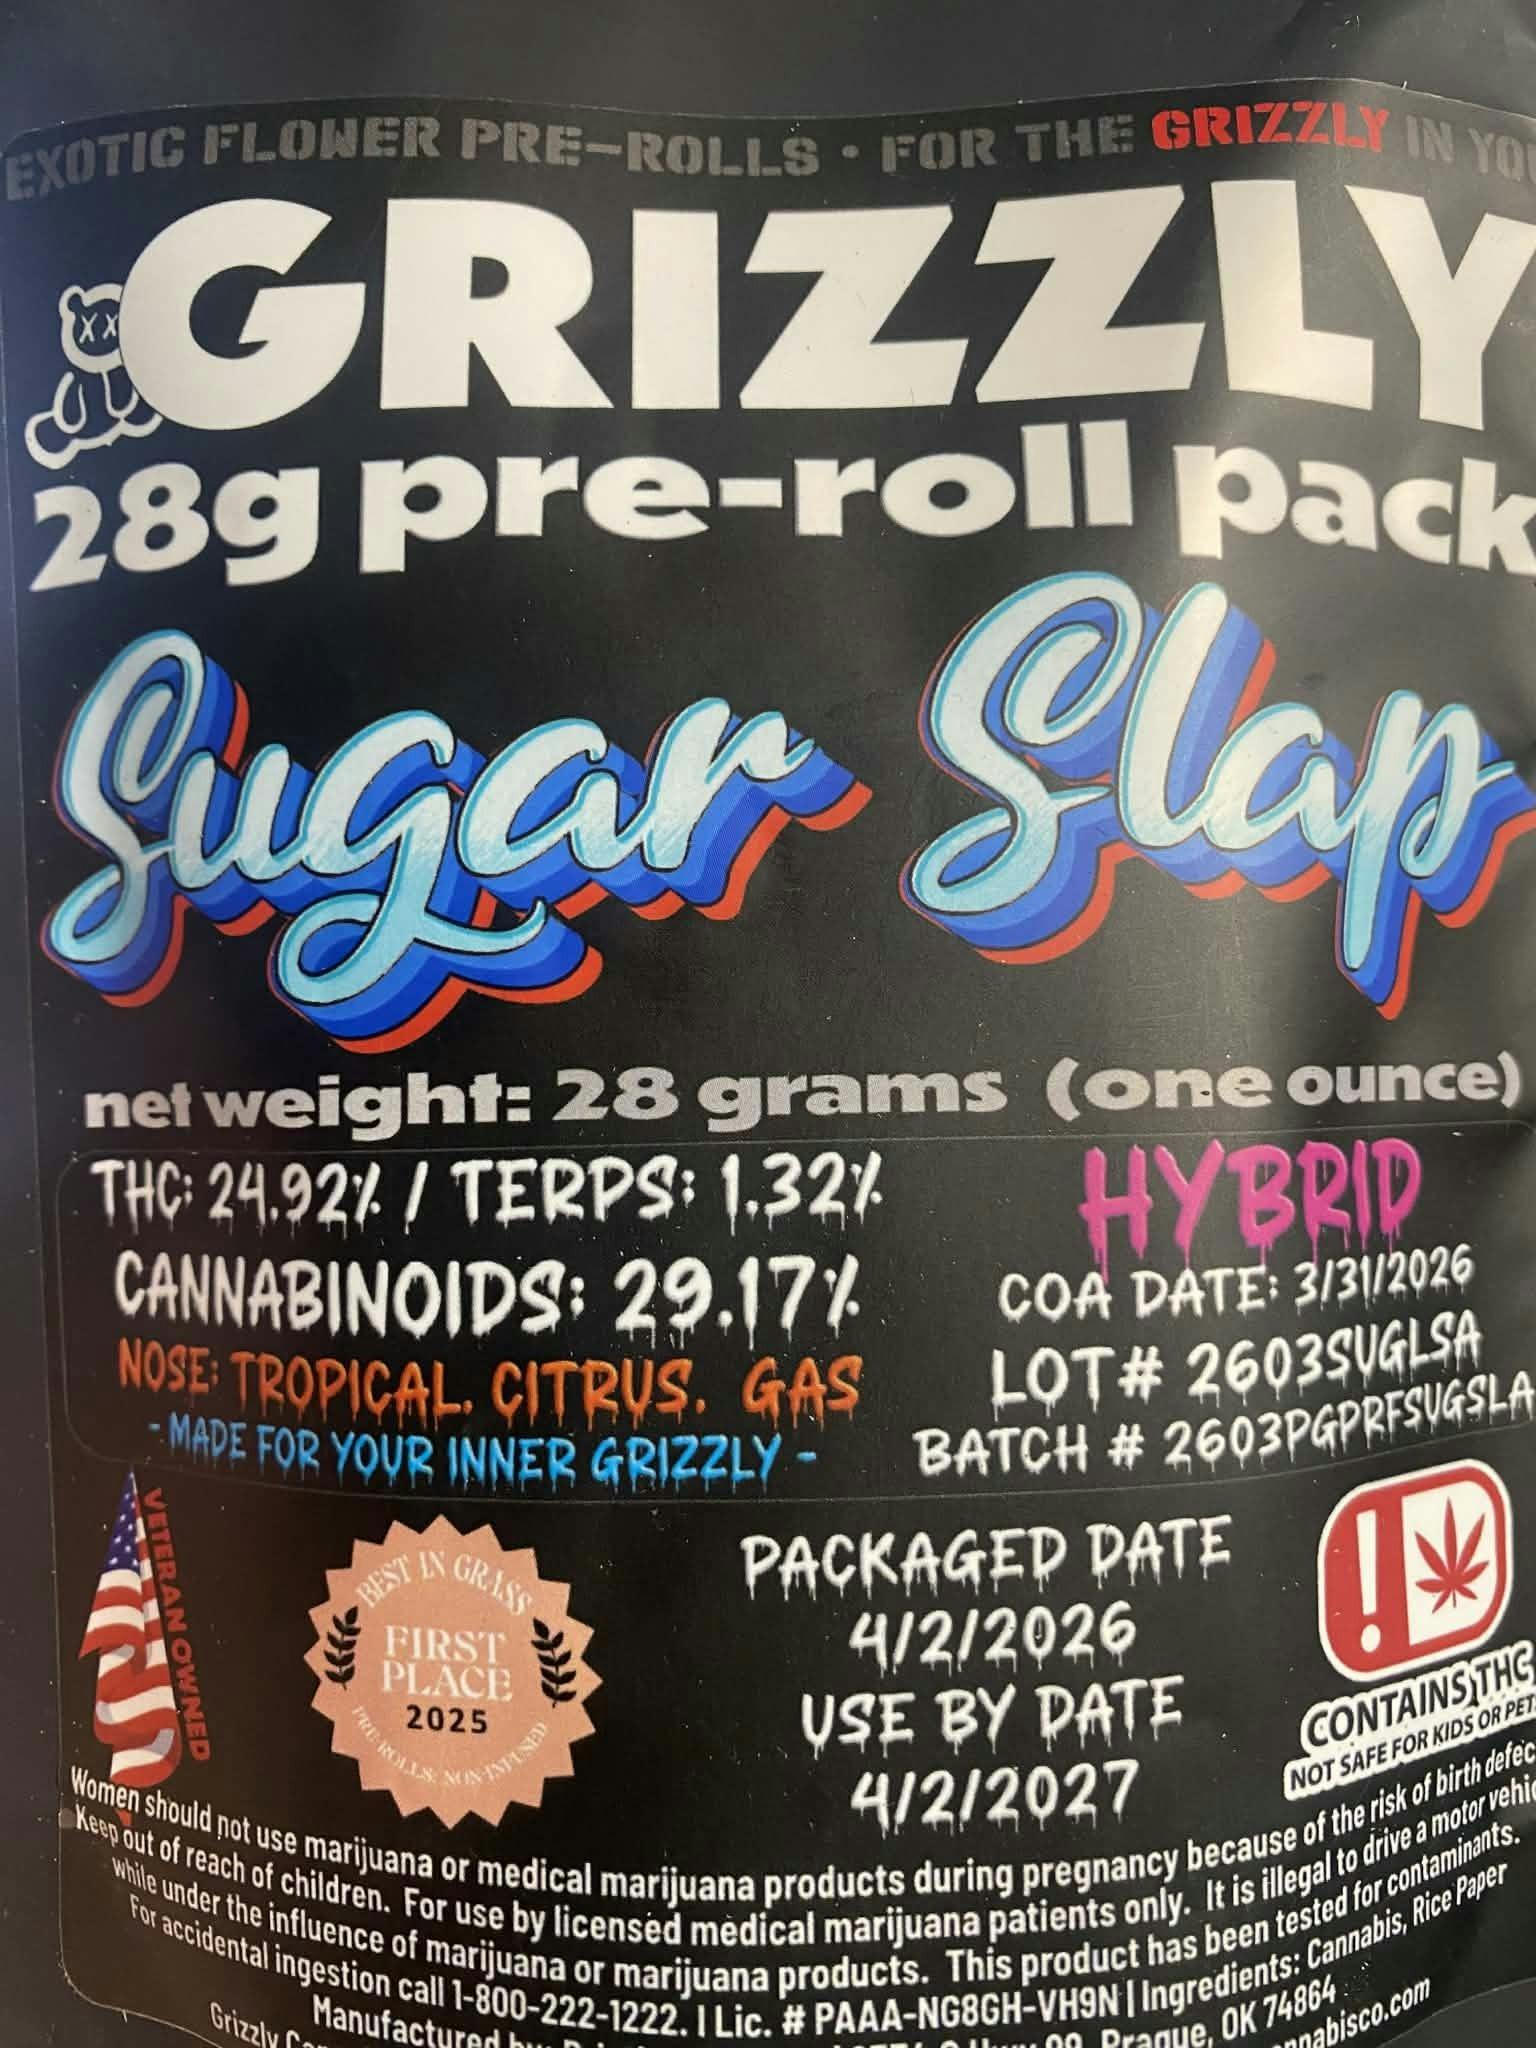 EXOTIC FLOWER PRE-ROLLS • FOR THE GRIZZLY IN
GRIZZLY
28g pre-roll pack
Sugar Slap
net weight: 28 grams (one ounce)
THC: 24.92% / TERPS: 1.32%
CANNABINOIDS: 29.17%
NOSE: TROPICAL, CITRUS, GAS
- MADE FOR YOUR INNER GRIZZLY -
HYBRID
COA DATE: 3/31/2026
LOT# 2603SUGLSA
BATCH # 2603PGPRFSUGSLA
VETERAN OWNED
BEST IN GRASS
FIRST
PLACE
2025
PRE-ROLLS: NON-INFUSED
PACKAGED DATE
4/2/2026
USE BY DATE
4/2/2027
!
CONTAINS THC
NOT SAFE FOR KIDS OR PET
Women should not use marijuana or medical marijuana products during pregnancy because of the risk of birth
Keep out of reach of children. For use by licensed medical marijuana patients only. It is illegal to drive a motor
while under the influence of marijuana or marijuana products. This product has been tested for contaminants.
For accidental ingestion call 1-800-222-1222. | Lic. # PAAA-NG8GH-VH9N | Ingredients: Cannabis, Rice Paper
Manufactured Prague, OK 74864
Grizzly